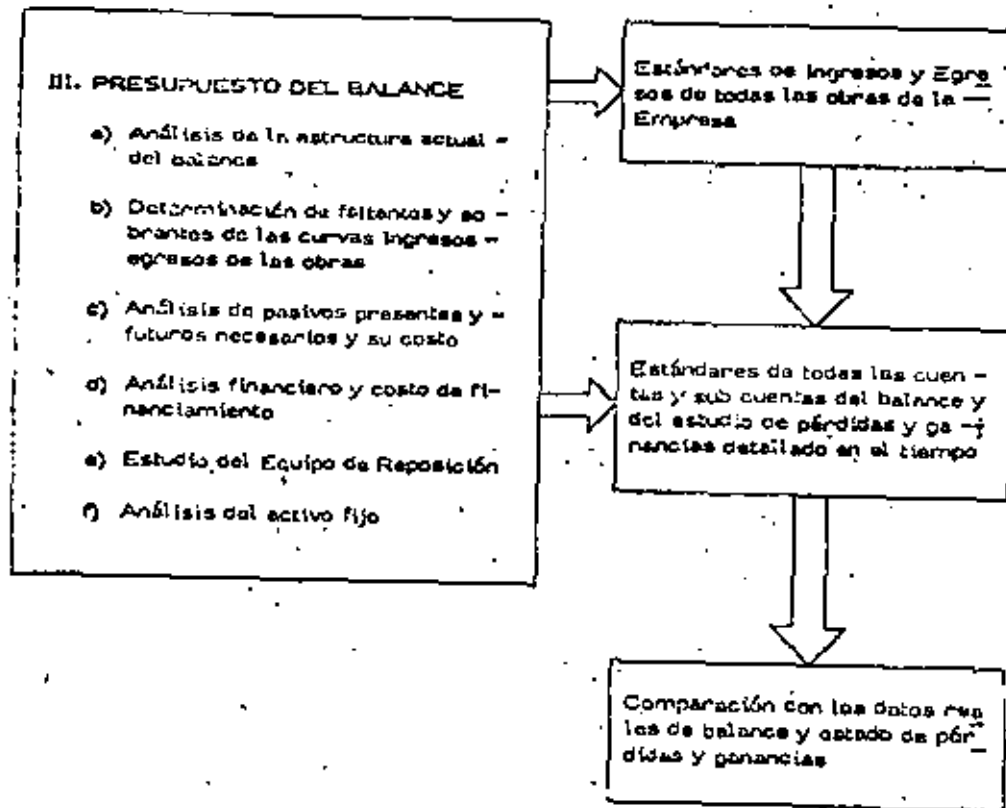 III. PRESUPUESTO DEL BALANCE
a) Análisis de la estructura actual -
del balance
b) Determinación de faltantes y so -
brantes de las curvas ingresos -
egresos de las obras
c) Análisis de pasivos presentes y -
futuros necesarios y su costo
d) Análisis financiero y costo de fi-
nanciamiento
e) Estudio del Equipo de Reposición
f) Análisis del activo fijo
Estándares de Ingresos y Egre
sos de todas las obras de la —
Empresa
Estándares de todas las cuen -
tas y sub cuentas del balance y
del estudio de pérdidas y ga -
nancias detallado en el tiempo
Comparación con los datos rea
les de balance y estado de pér
didas y ganancias